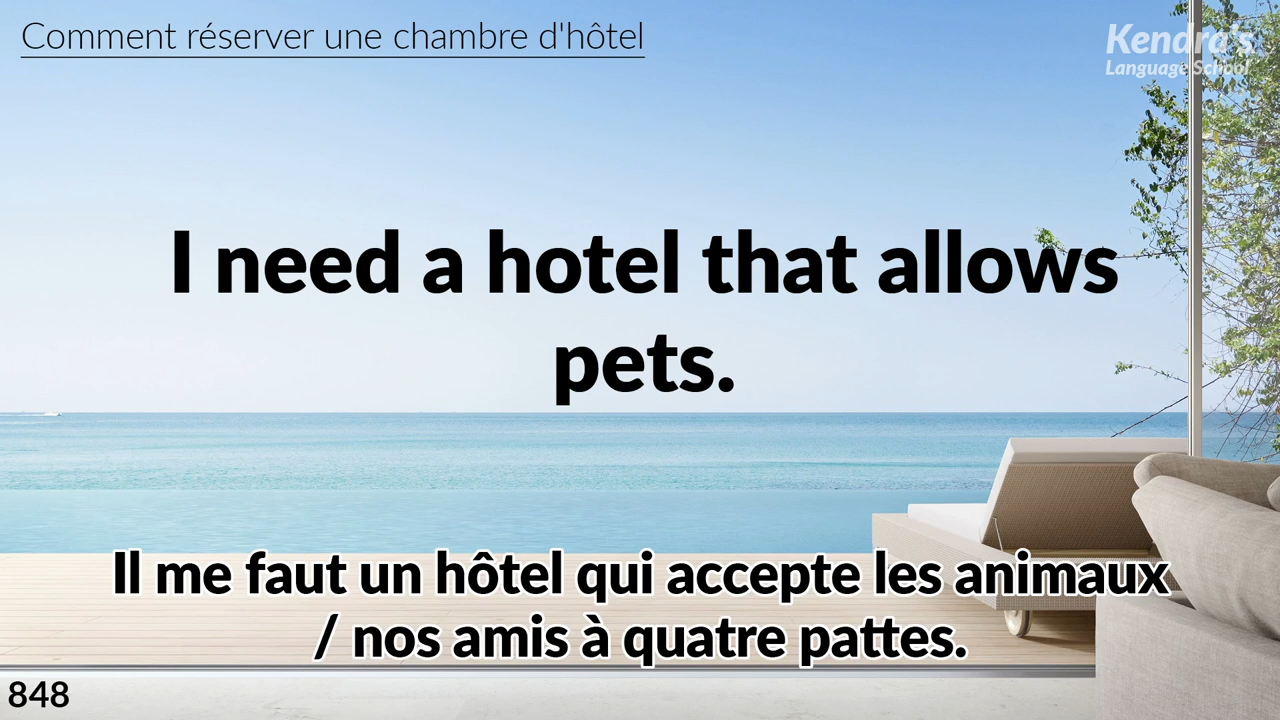 Comment réserver une chambre d'hôtel
Kendra's
Language School
I need a hotel that allows
pets.
Il me faut un hôtel qui accepte les animaux
/ nos amis à quatre pattes.
848